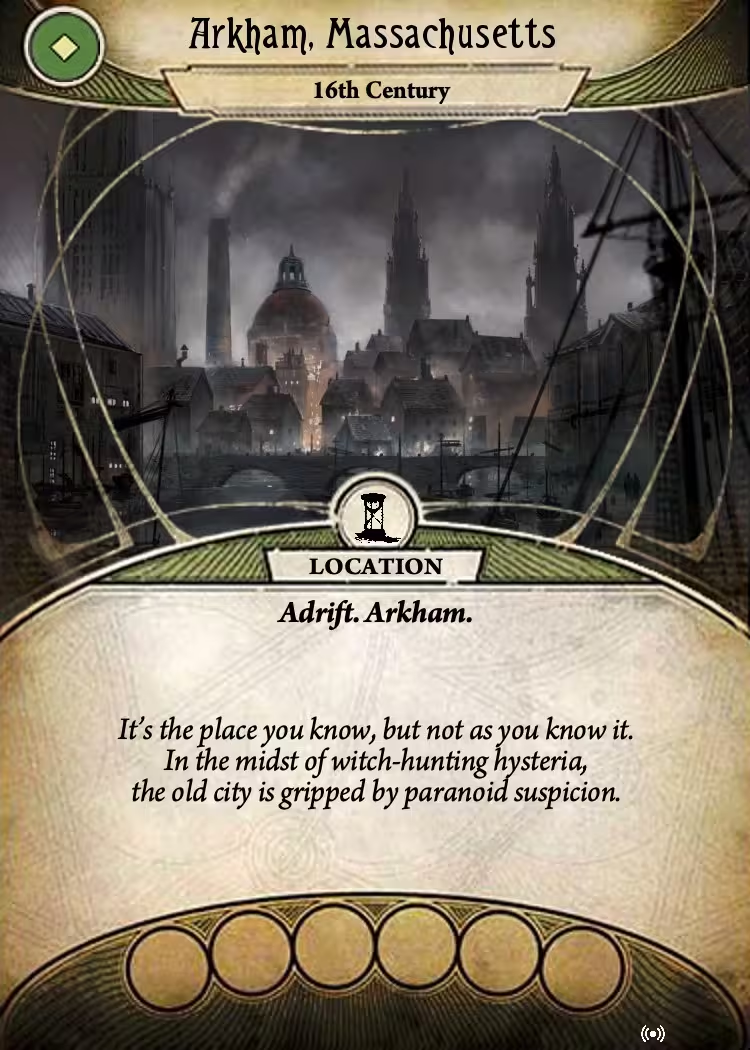 Arkham, Massachusetts
16th Century
LOCATION
Adrift. Arkham.
It's the place you know, but not as you know it.
In the midst of witch-hunting hysteria,
the old city is gripped by paranoid suspicion.